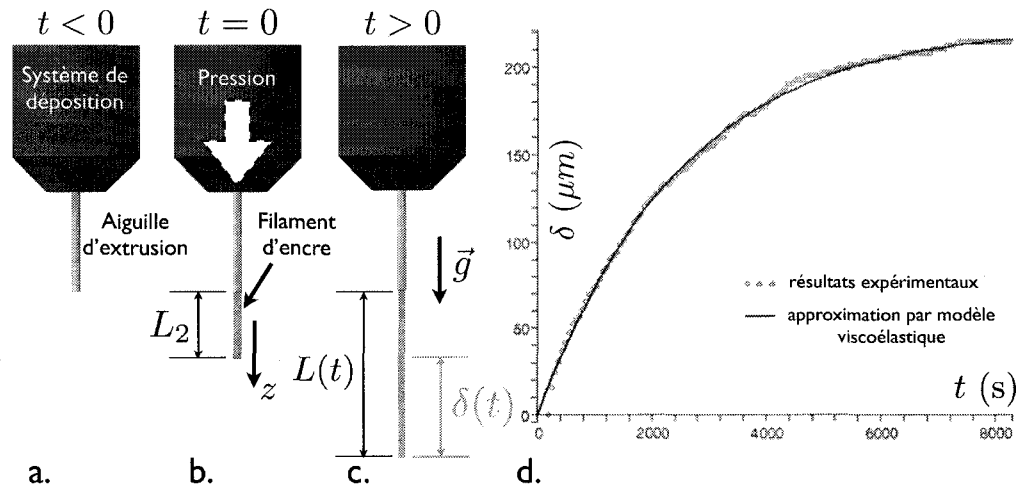 t < 0
t = 0
t > 0
Système de
déposition
Pression
Aiguille
d'extrusion
Filament
d'encre
L₂
z
L(t)
g⃗
δ(t)
a.
b.
c.
d.
200
150
100
50
0
δ (μm)
résultats expérimentaux
approximation par modèle
viscoélastique
t (s)
0
2000
4000
6000
8000